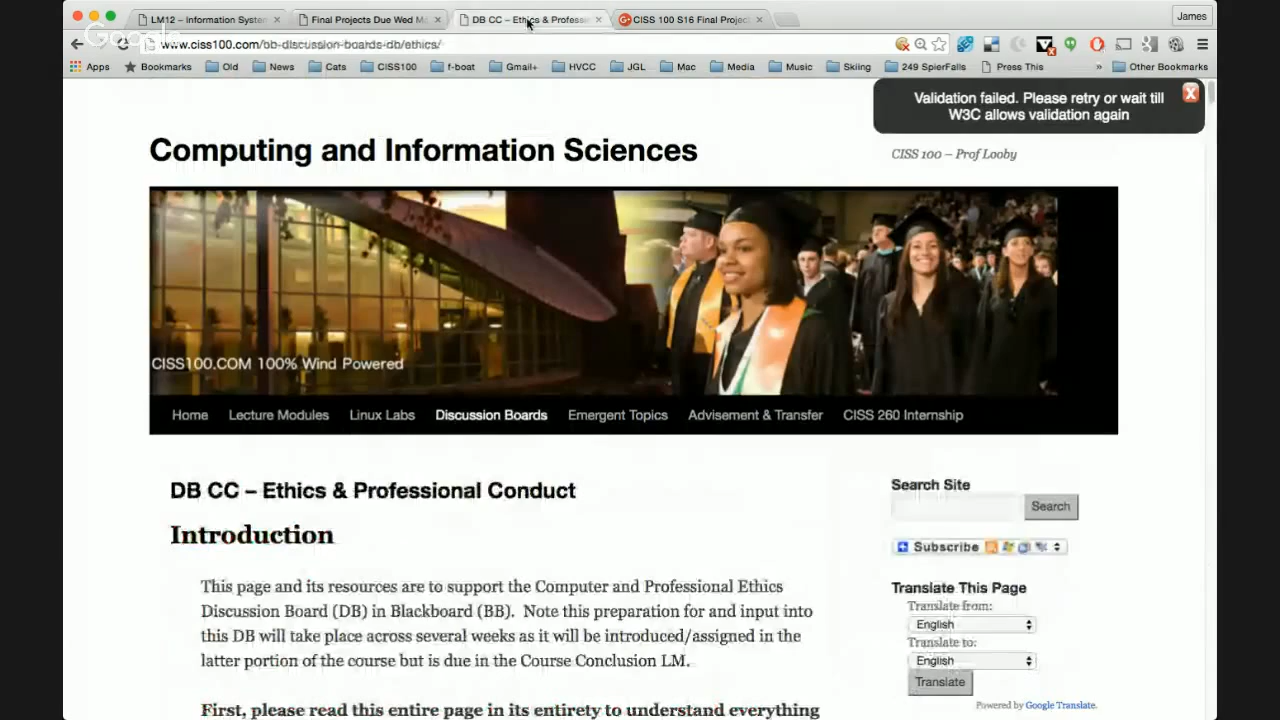 LM12 – Information System
Final Projects Due Wed M
DB CC – Ethics & Profess
CISS 100 S16 Final Project
James
Google
www.ciss100.com/bb-discussion-boards-db/ethics/
Apps
Bookmarks
Old
News
Cats
CISS100
f-boat
Gmail+
HVCC
JGL
Mac
Media
Music
Skiing
249 SpierFalls
Press This
»
Other Bookmarks
Validation failed. Please retry or wait till
W3C allows validation again
Computing and Information Sciences
CISS 100 – Prof Looby
CISS100.COM 100% Wind Powered
Home
Lecture Modules
Linux Labs
Discussion Boards
Emergent Topics
Advisement & Transfer
CISS 260 Internship
DB CC – Ethics & Professional Conduct
Introduction
This page and its resources are to support the Computer and Professional Ethics
Discussion Board (DB) in Blackboard (BB).  Note this preparation for and input into
this DB will take place across several weeks as it will be introduced/assigned in the
latter portion of the course but is due in the Course Conclusion LM.
First, please read this entire page in its entirety to understand everything
Search Site
Search
Subscribe
Translate This Page
Translate from:
English
Translate to:
English
Translate
Powered by Google Translate.